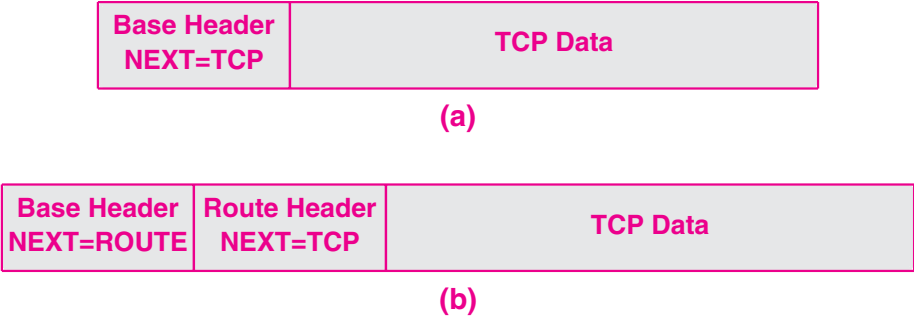 Base Header
NEXT=TCP
TCP Data
(a)
Base Header
NEXT=ROUTE
Route Header
NEXT=TCP
TCP Data
(b)